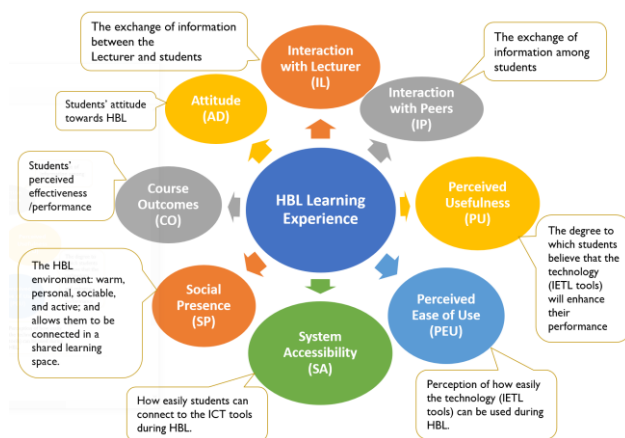 The exchange of information
between the
Lecturer and students
Interaction
with Lecturer
(IL)
The exchange of
information among
students
Interaction
with Peers
(IP)
Students' attitude
towards HBL
Attitude
(AD)
Students'
perceived
effectiveness
/performance
Course
Outcomes
(CO)
HBL Learning
Experience
Perceived
Usefulness
(PU)
The degree to
which students
believe that the
technology
(IETL tools)
will enhance
their
performance
The HBL
environment: warm,
personal, sociable,
and active; and
allows them to be
connected in a
shared learning
space.
Social
Presence
(SP)
System
Accessibility
(SA)
Perceived
Ease of Use
(PEU)
How easily students can
connect to the ICT tools
during HBL.
Perception of how easily
the technology (IETL
tools) can be used during
HBL.